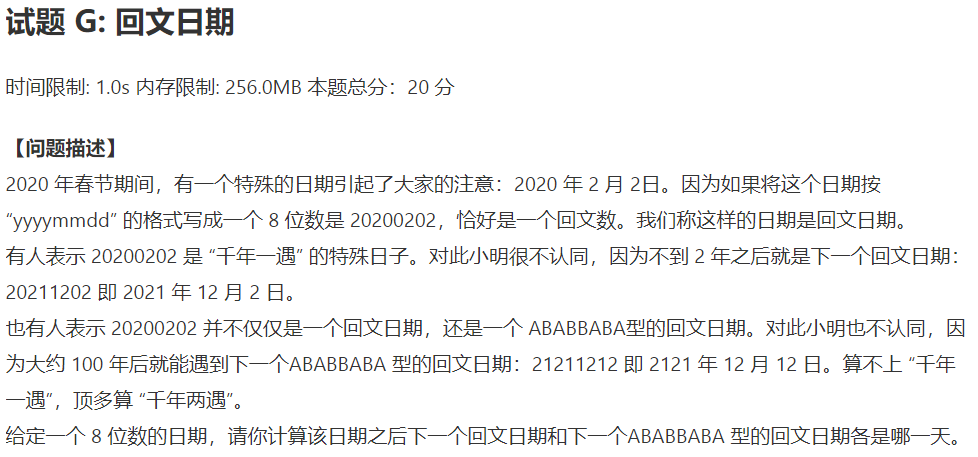 试题 G: 回文日期
时间限制: 1.0s 内存限制: 256.0MB 本题总分：20 分
【问题描述】
2020 年春节期间，有一个特殊的日期引起了大家的注意：2020 年 2 月 2日。因为如果将这个日期按
“yyyymmdd” 的格式写成一个 8 位数是 20200202，恰好是一个回文数。我们称这样的日期是回文日期。
有人表示 20200202 是 “千年一遇” 的特殊日子。对此小明很不认同，因为不到 2 年之后就是下一个回文日期：
20211202 即 2021 年 12 月 2 日。
也有人表示 20200202 并不仅仅是一个回文日期，还是一个 ABABBABA型的回文日期。对此小明也不认同，因
为大约 100 年后就能遇到下一个ABABBABA 型的回文日期：21211212 即 2121 年 12 月 12 日。算不上 “千年
一遇”，顶多算 “千年两遇”。
给定一个 8 位数的日期，请你计算该日期之后下一个回文日期和下一个ABABBABA 型的回文日期各是哪一天。